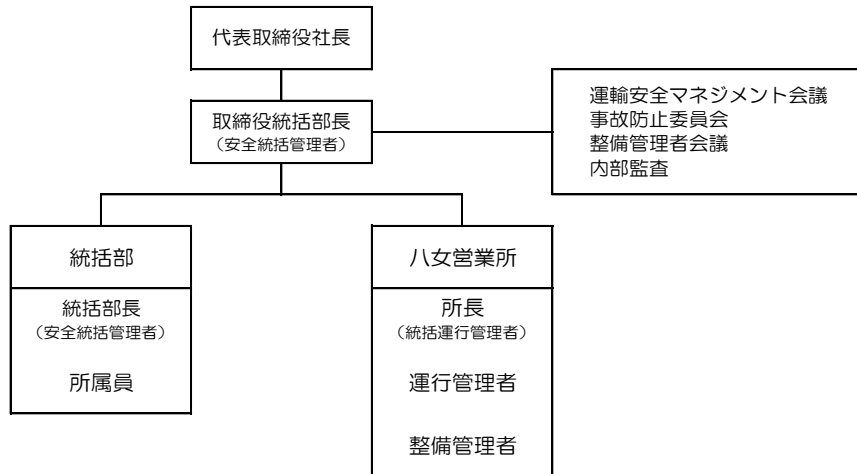 代表取締役社長
取締役統括部長
（安全統括管理者）
運輸安全マネジメント会議
事故防止委員会
整備管理者会議
内部監査
統括部
統括部長
（安全統括管理者）
所属員
八女営業所
所長
（統括運行管理者）
運行管理者
整備管理者